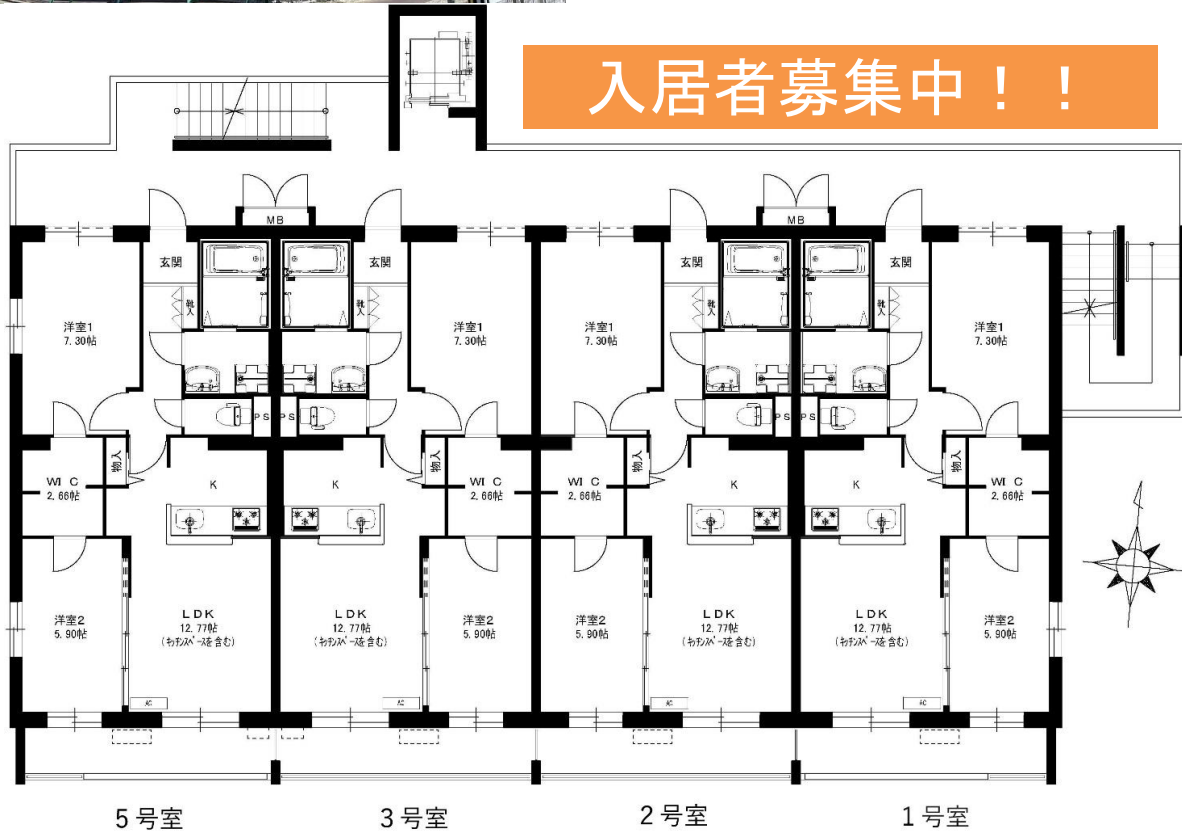 入居者募集中！！
MB
MB
玄関
玄関
玄関
玄関
靴入
靴入
靴入
靴入
洋室1
7.30帖
洋室1
7.30帖
洋室1
7.30帖
洋室1
7.30帖
PS
PS
PS
PS
物入
物入
物入
物入
WIC
2.66帖
K
K
WIC
2.66帖
WIC
2.66帖
K
K
WIC
2.66帖
洋室2
5.90帖
LDK
12.77帖
(ｷｯﾁﾝｽﾍﾟｰｽを含む)
LDK
12.77帖
(ｷｯﾁﾝｽﾍﾟｰｽを含む)
洋室2
5.90帖
洋室2
5.90帖
LDK
12.77帖
(ｷｯﾁﾝｽﾍﾟｰｽを含む)
LDK
12.77帖
(ｷｯﾁﾝｽﾍﾟｰｽを含む)
洋室2
5.90帖
AC
AC
AC
AC
5号室
3号室
2号室
1号室